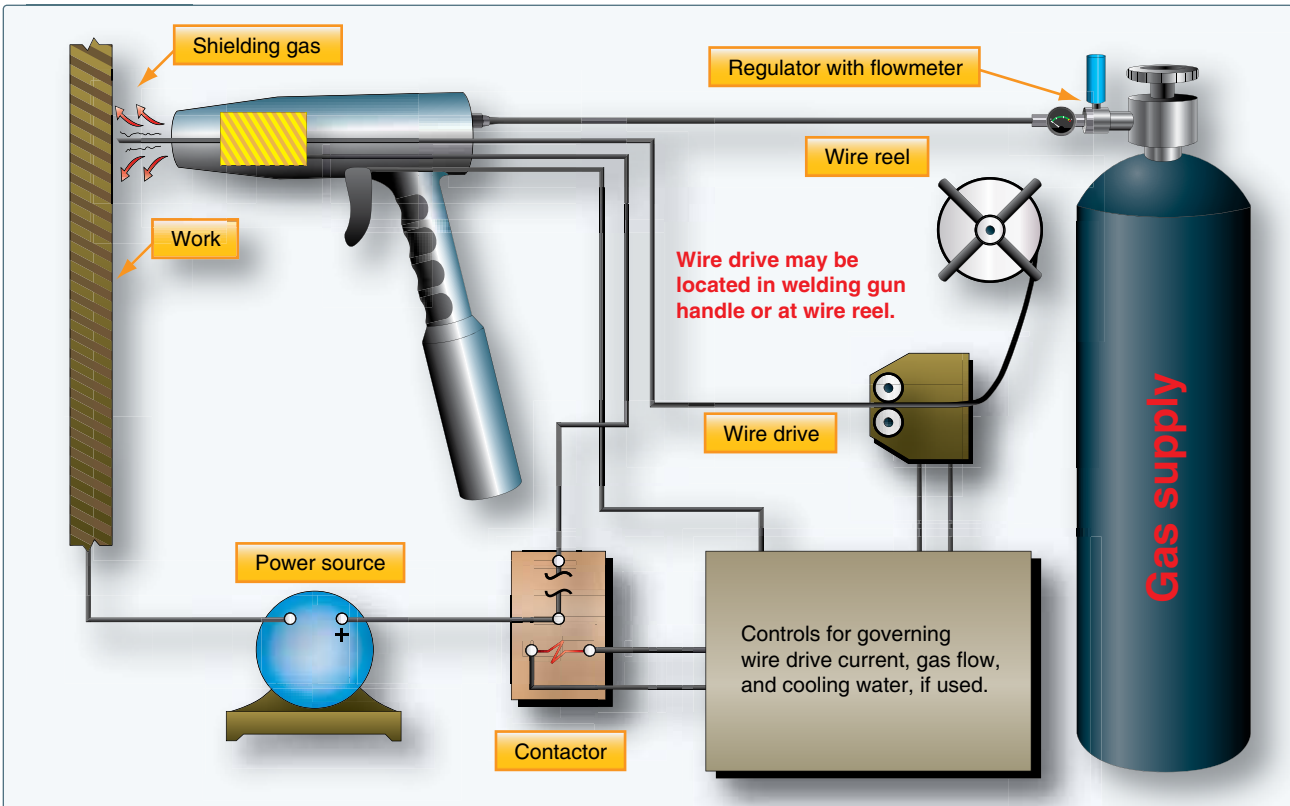 Shielding gas
Regulator with flowmeter
Wire reel
Work
Wire drive may be
located in welding gun
handle or at wire reel.
Wire drive
Gas supply
Power source
+
Controls for governing
wire drive current, gas flow,
and cooling water, if used.
Contactor